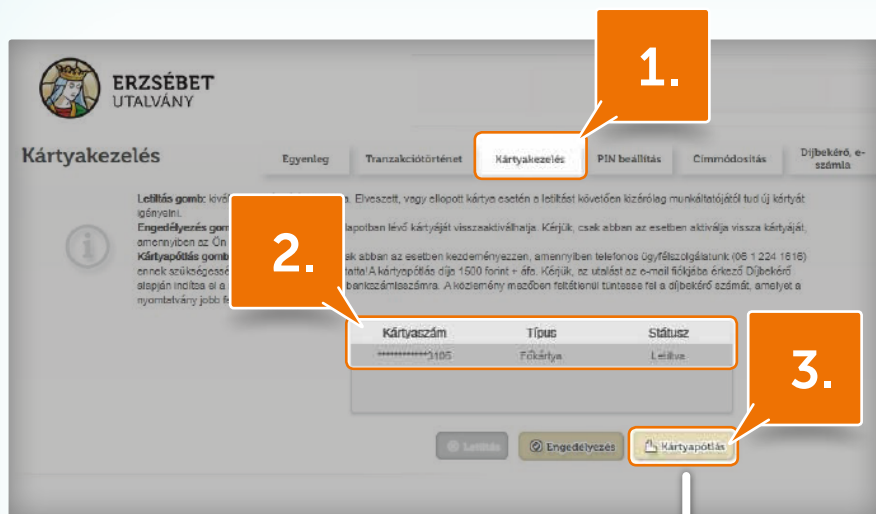 1.
ERZSÉBET
UTALVÁNY
Kártyakezelés
Egyenleg Tranzakciótörténet Kártyakezelés PIN beállítás Címmódosítás Díjbekérő, e-
számla
Letiltás gomb: a. Elveszett, vagy ellopott kártya esetén a letiltást követően kizárólag munkáltatójától tud új kártyát
igényelni.
Engedélyezés lévő kártyáját visszaaktiválhatja. Kérjük, csak abban az esetben aktiválja vissza kártyáját,
amennyiben az Ön
Kártyapótlás gomb abban az esetben kezdeményezzen, amennyiben telefonos ügyfélszolgálatunk (06 1 224 1616)
ennek A kártyapótlás díja 1500 forint + áfa. Kérjük, az utalást az e-mail fiókjába érkező Díjbekérő
alapján indítsa el a bankszámlaszámra. A közlemény mezőben feltétlenül tüntesse fel a díjbekérő számát, amelyet a
nyomtatvány jobb
2.
Kártyaszám Típus Státusz
************3105 Főkártya Letiltva
3.
Letiltás Engedélyezés Kártyapótlás